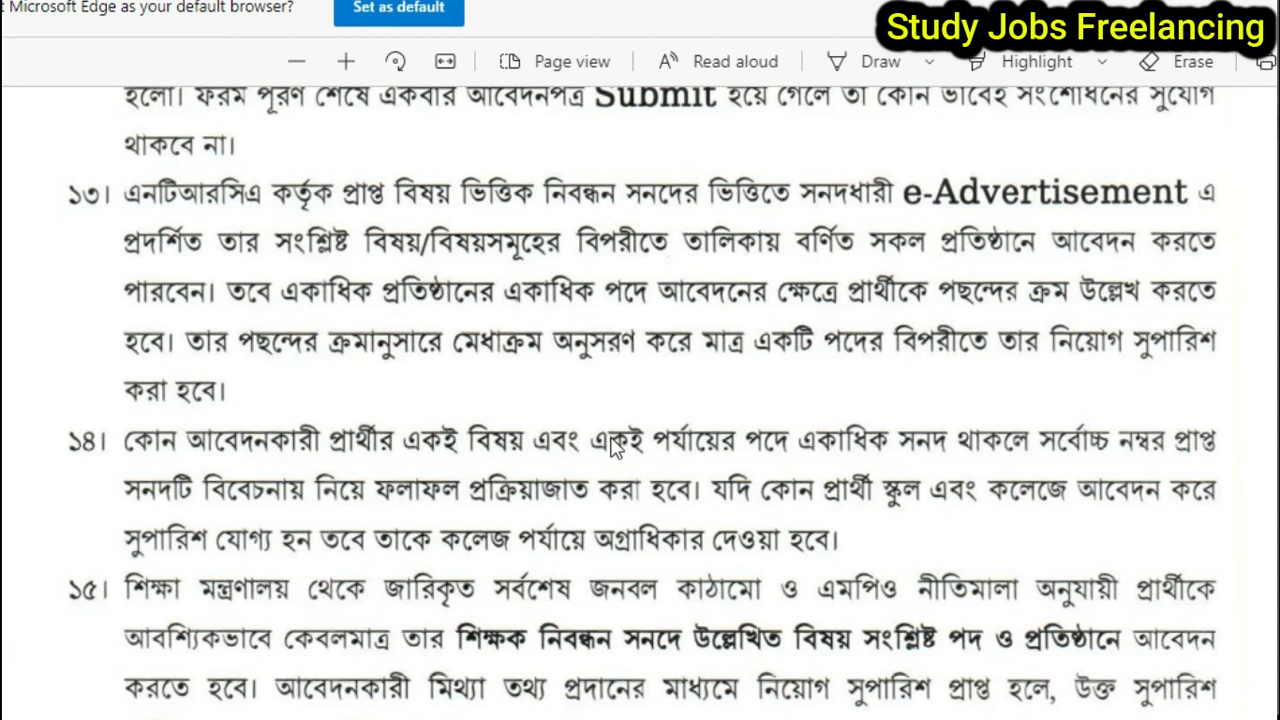 t Microsoft Edge as your default browser?
Set as default
Study Jobs Freelancing
Page view
Read aloud
Draw
Highlight
Erase
হলো। ফরম পূরণ শেষে একবার আবেদনপত্র Submit হয়ে গেলে তা কোন ভাবেই সংশোধনের সুযোগ
থাকবে না।
১৩। এনটিআরসিএ কর্তৃক প্রাপ্ত বিষয় ভিত্তিক নিবন্ধন সনদের ভিত্তিতে সনদধারী e-Advertisement এ
প্রদর্শিত তার সংশ্লিষ্ট বিষয়/বিষয়সমূহের বিপরীতে তালিকায় বর্ণিত সকল প্রতিষ্ঠানে আবেদন করতে
পারবেন। তবে একাধিক প্রতিষ্ঠানের একাধিক পদে আবেদনের ক্ষেত্রে প্রার্থীকে পছন্দের ক্রম উল্লেখ করতে
হবে। তার পছন্দের ক্রমানুসারে মেধাক্রম অনুসরণ করে মাত্র একটি পদের বিপরীতে তার নিয়োগ সুপারিশ
করা হবে।
১৪। কোন আবেদনকারী প্রার্থীর একই বিষয় এবং একই পর্যায়ের পদে একাধিক সনদ থাকলে সর্বোচ্চ নম্বর প্রাপ্ত
সনদটি বিবেচনায় নিয়ে ফলাফল প্রক্রিয়াজাত করা হবে। যদি কোন প্রার্থী স্কুল এবং কলেজে আবেদন করে
সুপারিশ যোগ্য হন তবে তাকে কলেজ পর্যায়ে অগ্রাধিকার দেওয়া হবে।
১৫। শিক্ষা মন্ত্রণালয় থেকে জারিকৃত সর্বশেষ জনবল কাঠামো ও এমপিও নীতিমালা অনুযায়ী প্রার্থীকে
আবশ্যিকভাবে কেবলমাত্র তার শিক্ষক নিবন্ধন সনদে উল্লেখিত বিষয় সংশ্লিষ্ট পদ ও প্রতিষ্ঠানে আবেদন
করতে হবে। আবেদনকারী মিথ্যা তথ্য প্রদানের মাধ্যমে নিয়োগ সুপারিশ প্রাপ্ত হলে, উক্ত সুপারিশ